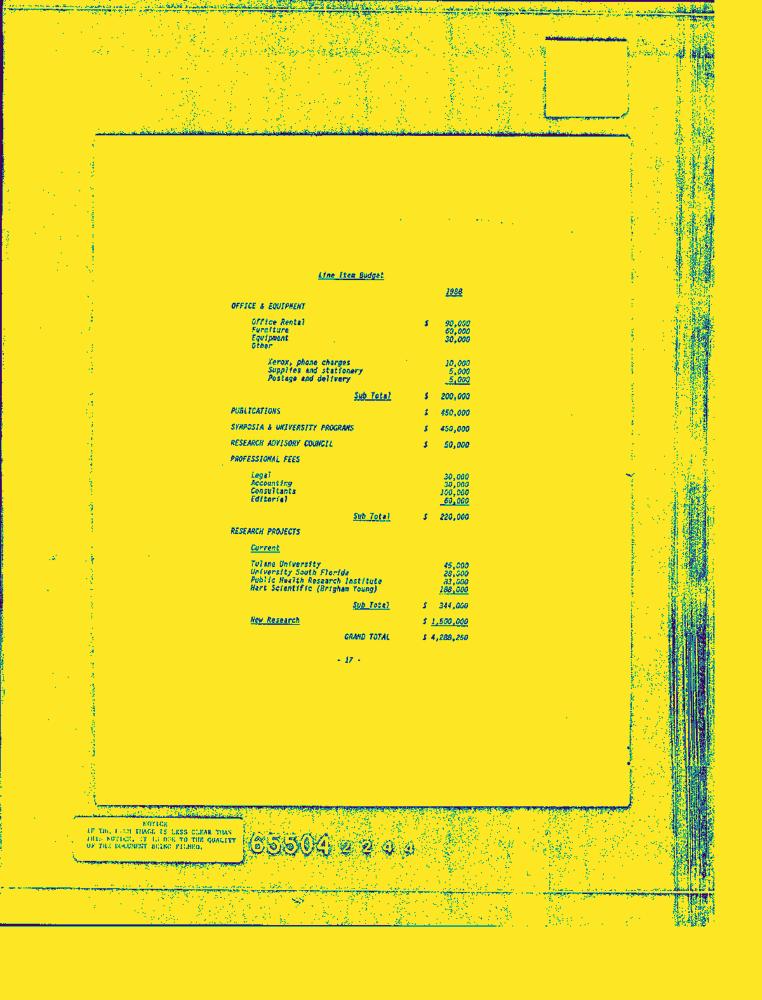 Line Item Budget
1988
OFFICE & EQUIPMENT
Office Rental $ 90,000
Furniture 60,000
Equipment 30,000
Other
Xerox, phone charges 10,000
Supplies and stationery 5,000
Postage and delivery 5,000
Sub Total $ 200,000
PUBLICATIONS $ 450,000
SYMPOSIA & UNIVERSITY PROGRAMS $ 450,000
RESEARCH ADVISORY COUNCIL $ 50,000
PROFESSIONAL FEES
Legal 30,000
Accounting 30,000
Consultants 100,000
Editorial 60,000
Sub Total $ 220,000
RESEARCH PROJECTS
Current
Tulane University 45,000
University South Florida 28,000
Public Health Research Institute 83,000
Hart Scientific (Brigham Young) 188,000
Sub Total $ 344,000
New Research $ 1,500,000
GRAND TOTAL $ 4,288,250
- 17 -
NOTICE
IF THE FILM IMAGE IS LESS CLEAR THAN
THIS NOTICE, IT IS DUE TO THE QUALITY
OF THE DOCUMENT BEING FILMED.
65504 2244